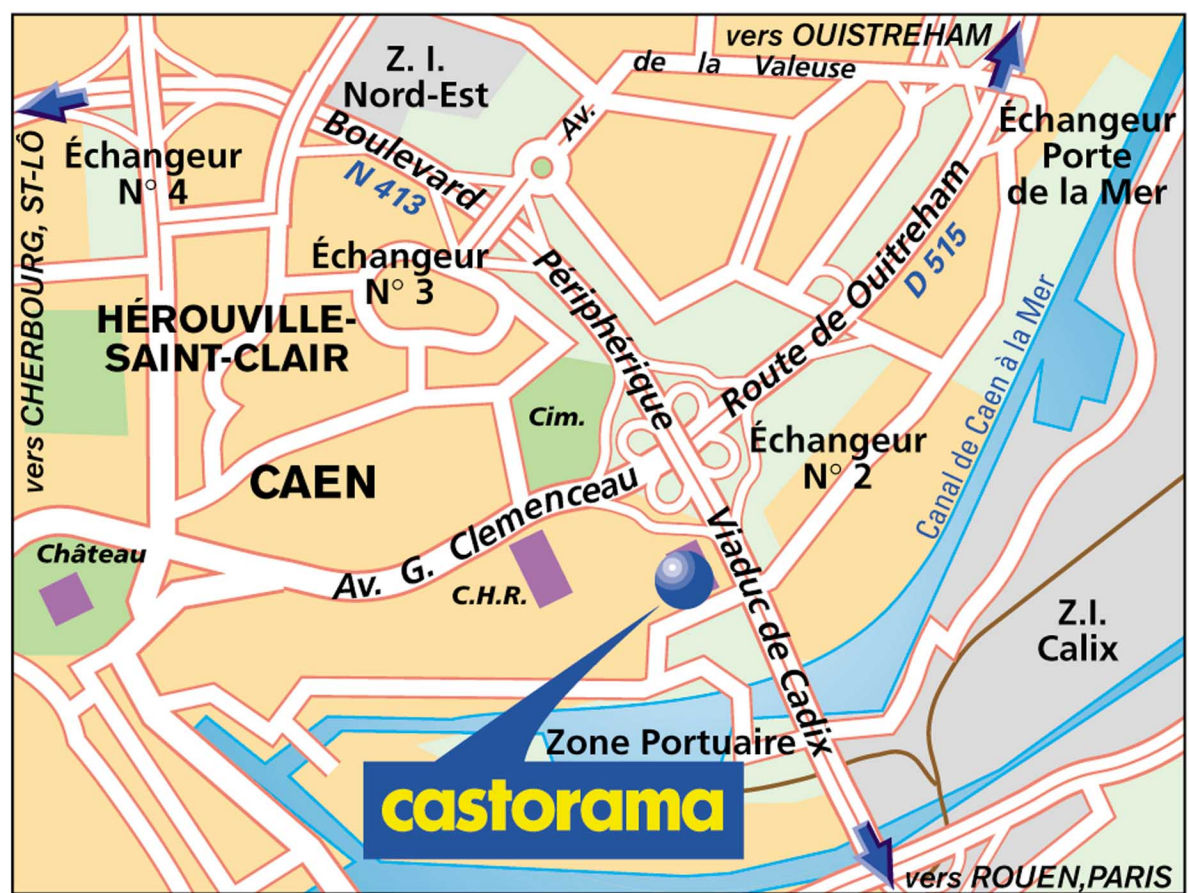 vers OUISTREHAM
de la Valeuse
Av.
Z. I.
Nord-Est
Boulevard
N 413
Échangeur
N° 4
Échangeur
Porte
de la Mer
vers CHERBOURG, ST-LÔ
Échangeur
N° 3
Périphérique
Route de Ouitreham
D 515
HÉROUVILLE-
SAINT-CLAIR
Cim.
Échangeur
N° 2
Canal de Caen à la Mer
CAEN
Av. G. Clemenceau
Château
C.H.R.
Viaduc de Cadix
Z.I.
Calix
Zone Portuaire
castorama
vers ROUEN,PARIS